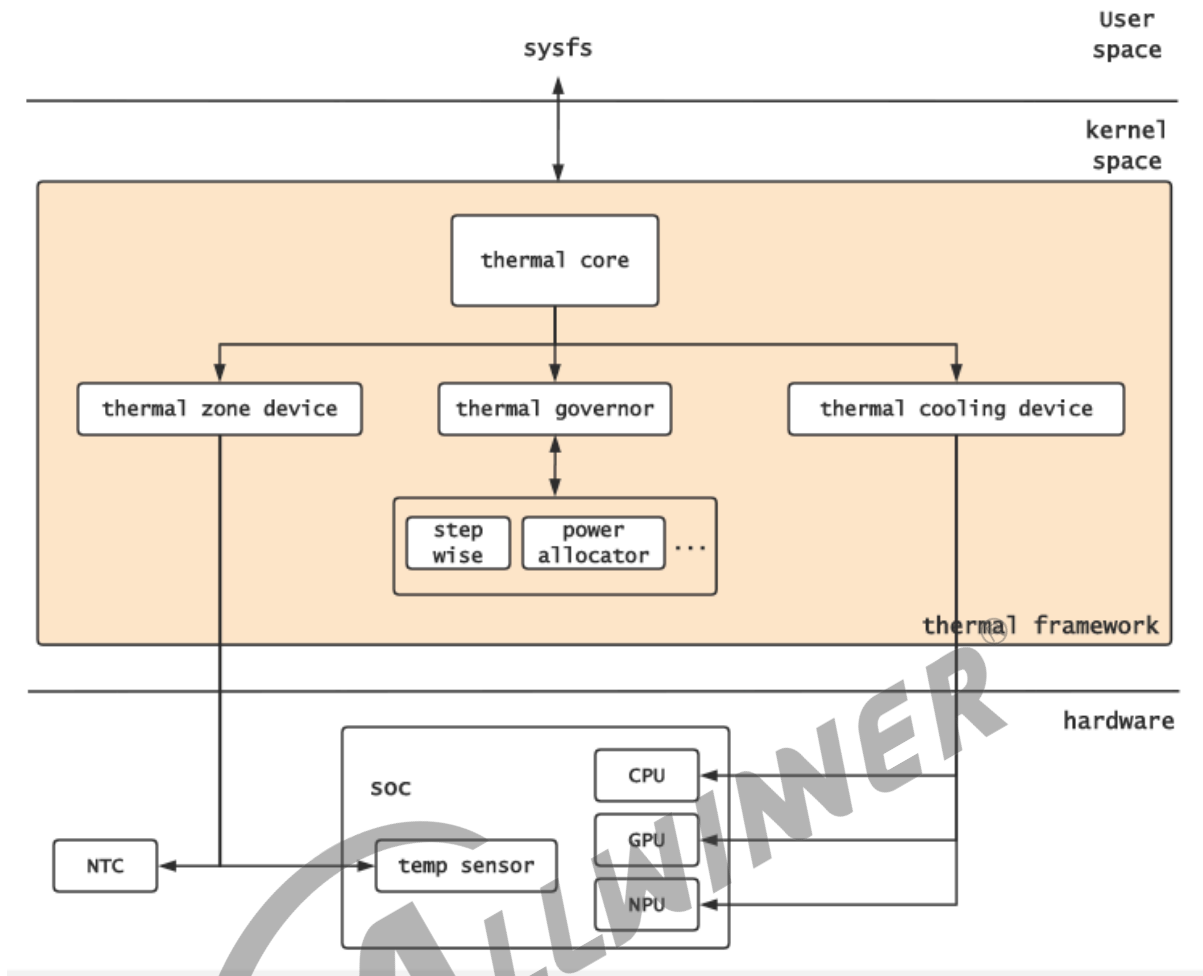 User
space
sysfs
kernel
space
thermal core
thermal zone device
thermal governor
thermal cooling device
step
wise
power
allocator
...
thermal framework
hardware
soc
CPU
GPU
NPU
NTC
temp sensor
ALLWINNER®